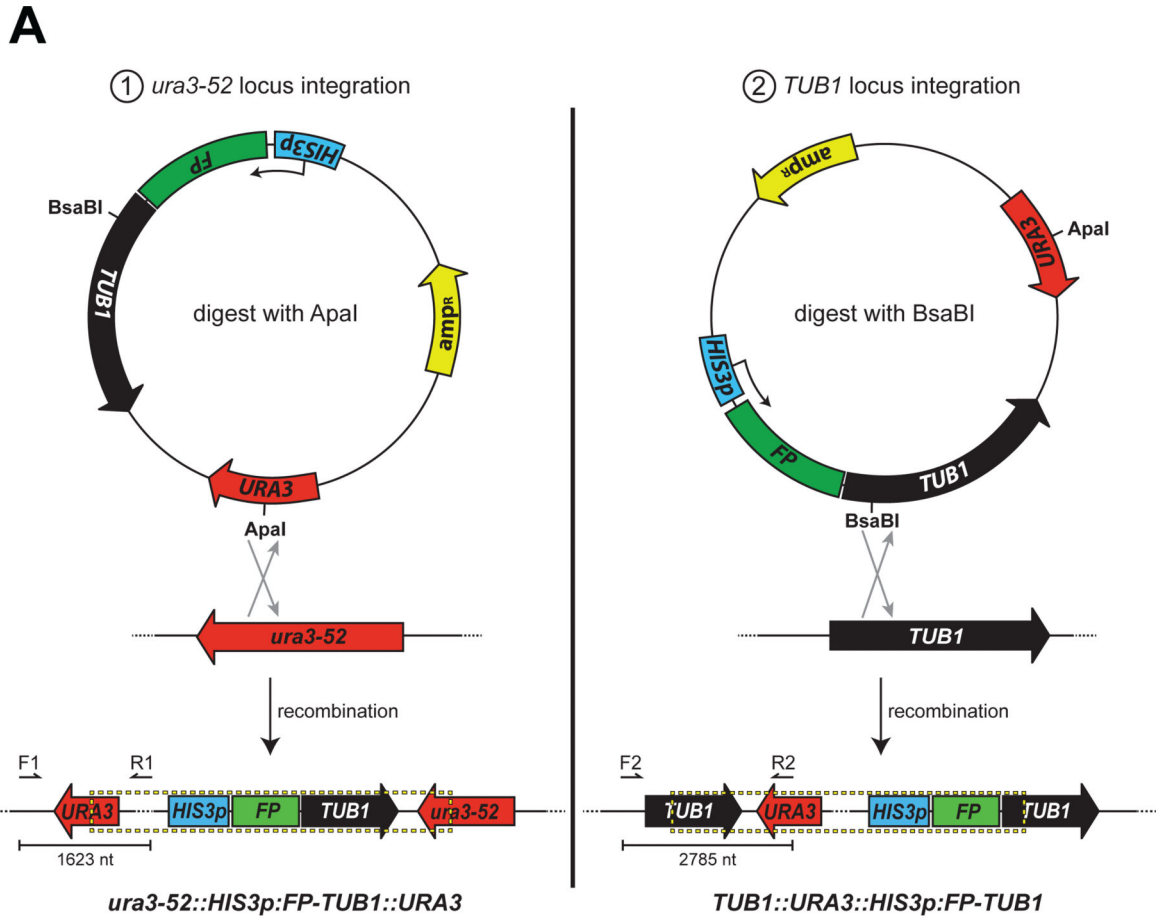 A
1 ura3-52 locus integration
HIS3p
FP
BsaBI
TUB1
digest with ApaI
ampR
URA3
ApaI
ura3-52
recombination
F1
R1
URA3
HIS3p
FP
TUB1
ura3-52
1623 nt
ura3-52::HIS3p:FP-TUB1::URA3
2 TUB1 locus integration
ampR
URA3
ApaI
digest with BsaBI
HIS3p
FP
TUB1
BsaBI
TUB1
recombination
F2
R2
TUB1
URA3
HIS3p
FP
TUB1
2785 nt
TUB1::URA3::HIS3p:FP-TUB1